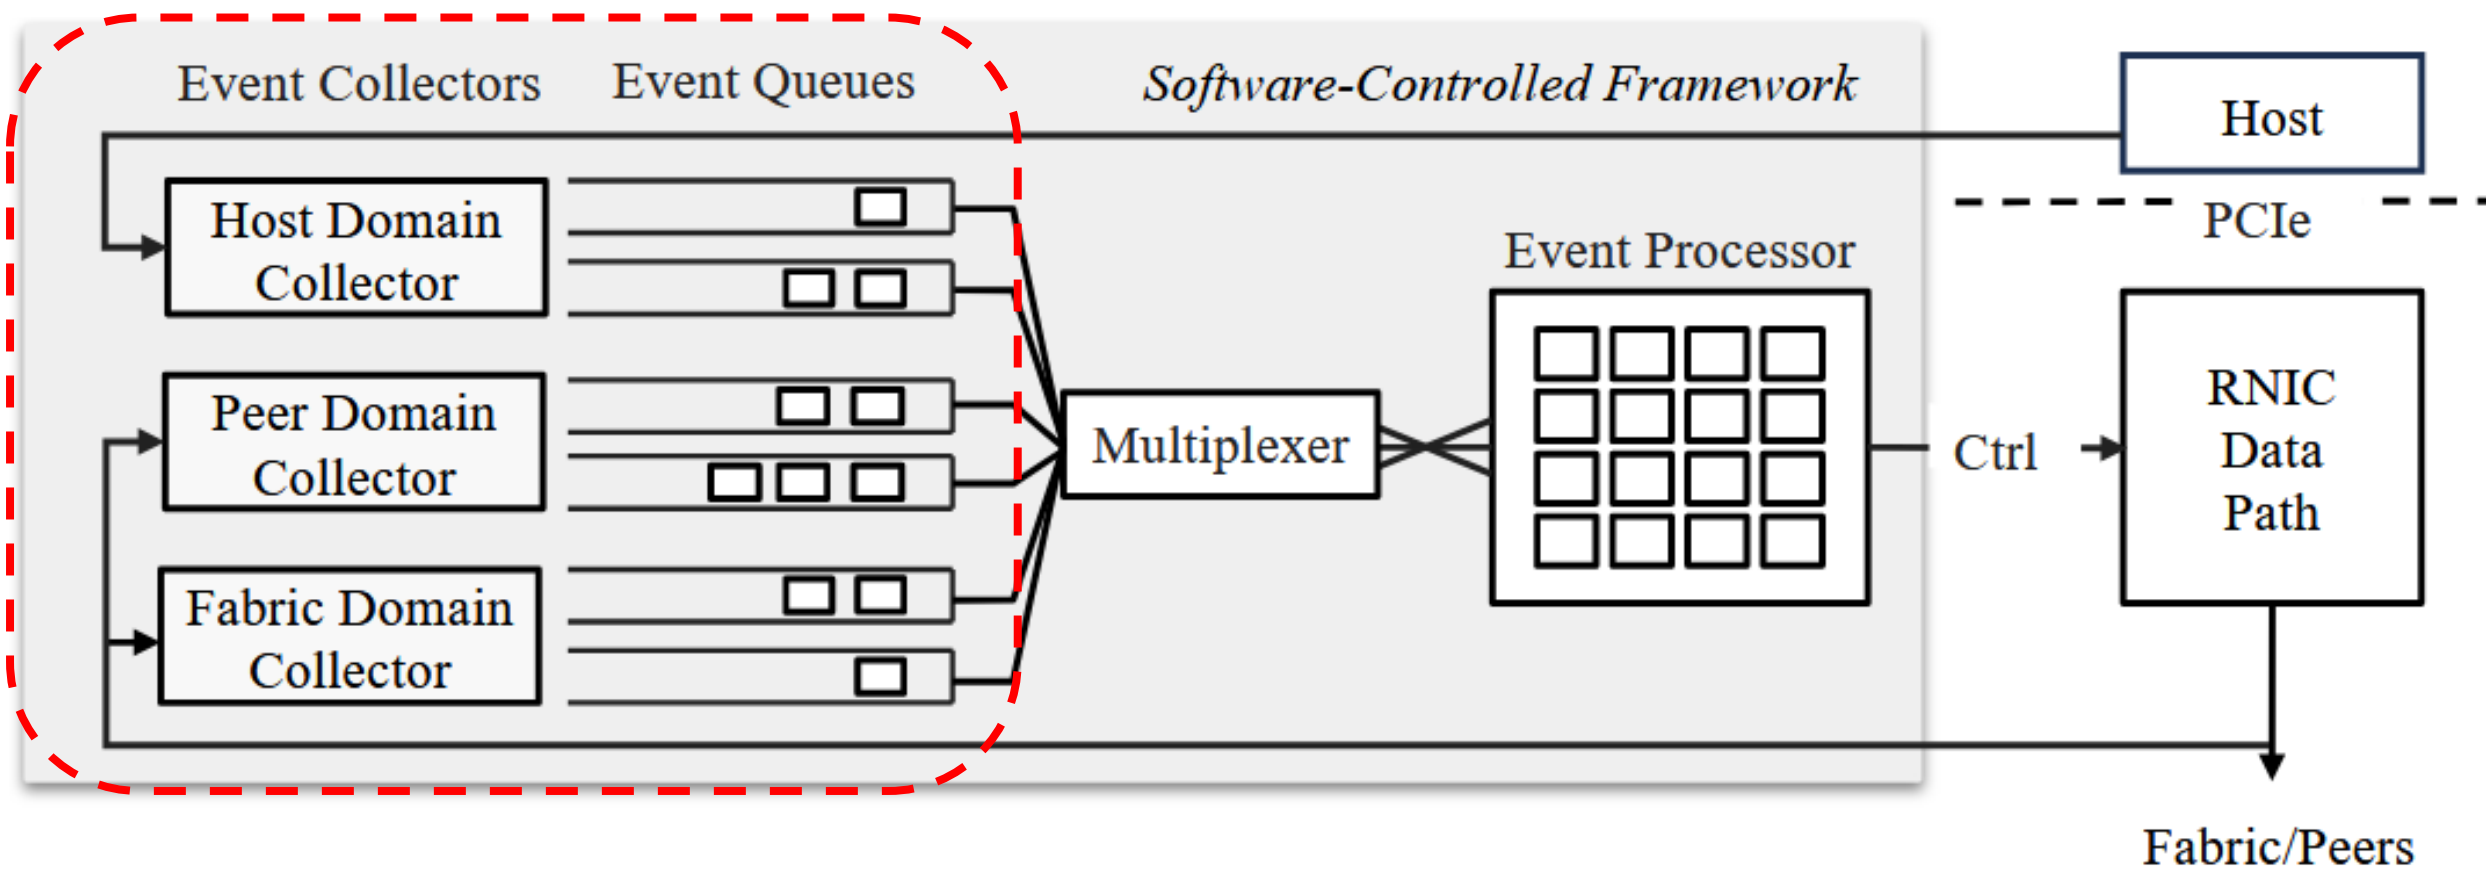 Event Collectors
Event Queues
Software-Controlled Framework
Host
PCIe
Host Domain
Collector
Event Processor
Peer Domain
Collector
Multiplexer
Ctrl
RNIC
Data
Path
Fabric Domain
Collector
Fabric/Peers